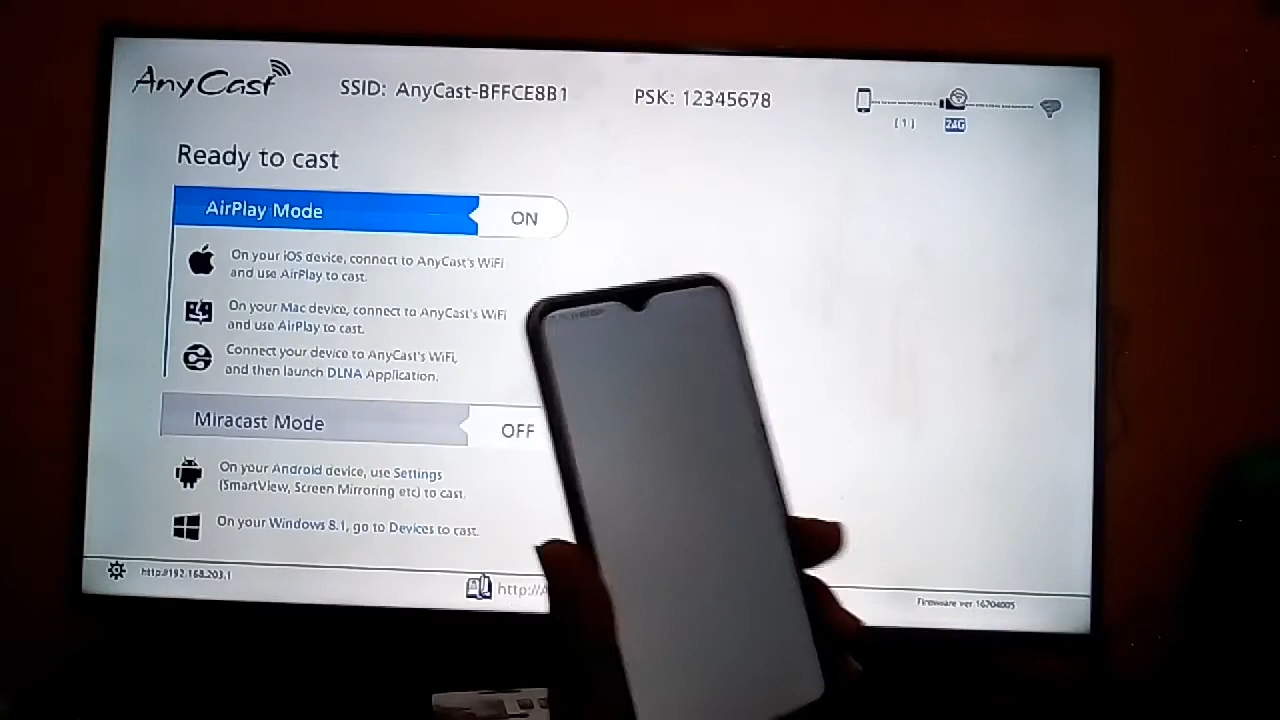 AnyCast
SSID: AnyCast-BFFCE8B1
PSK: 12345678
[1]
24G
Ready to cast
AirPlay Mode
ON
On your iOS device, connect to AnyCast's WiFi
and use AirPlay to cast.
On your Mac device, connect to AnyCast's WiFi
and use AirPlay to cast.
Connect your device to AnyCast's WiFi,
and then launch DLNA Application.
Miracast Mode
OFF
On your Android device, use Settings
(SmartView, Screen Mirroring etc) to cast.
On your Windows 8.1, go to Devices to cast.
http://192.168.203.1
http://
Firmware ver.16704005